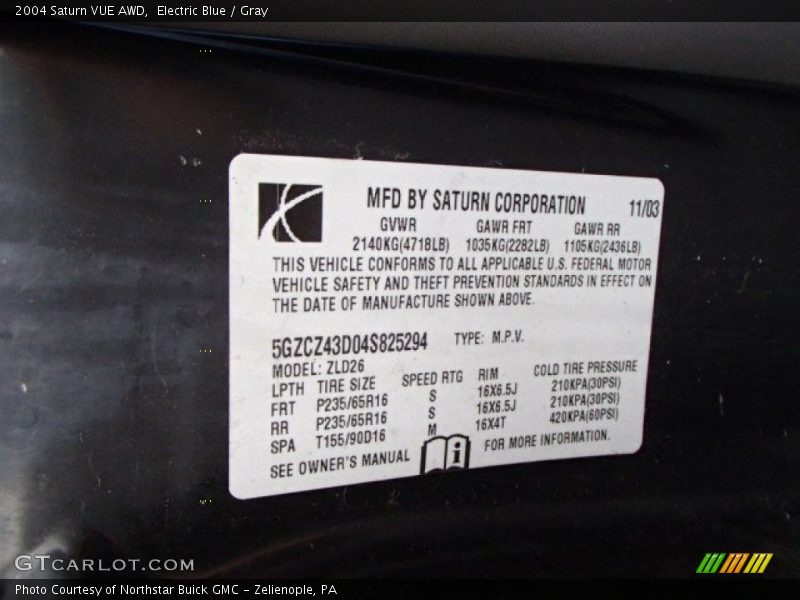 2004 Saturn VUE AWD,  Electric Blue / Gray
MFD BY SATURN CORPORATION 11/03
GVWR GAWR FRT GAWR RR
2140KG(4718LB) 1035KG(2282LB) 1105KG(2436LB)
THIS VEHICLE CONFORMS TO ALL APPLICABLE U.S. FEDERAL MOTOR
VEHICLE SAFETY AND THEFT PREVENTION STANDARDS IN EFFECT ON
THE DATE OF MANUFACTURE SHOWN ABOVE.
5GZCZ43D04S825294 TYPE: M.P.V.
MODEL: ZLD26
LPTH TIRE SIZE SPEED RTG RIM COLD TIRE PRESSURE
FRT P235/65R16 S 16X6.5J 210KPA(30PSI)
RR P235/65R16 S 16X6.5J 210KPA(30PSI)
SPA T155/90D16 M 16X4T 420KPA(60PSI)
SEE OWNER'S MANUAL i FOR MORE INFORMATION.
GTCARLOT.COM
Photo Courtesy of Northstar Buick GMC - Zelienople, PA